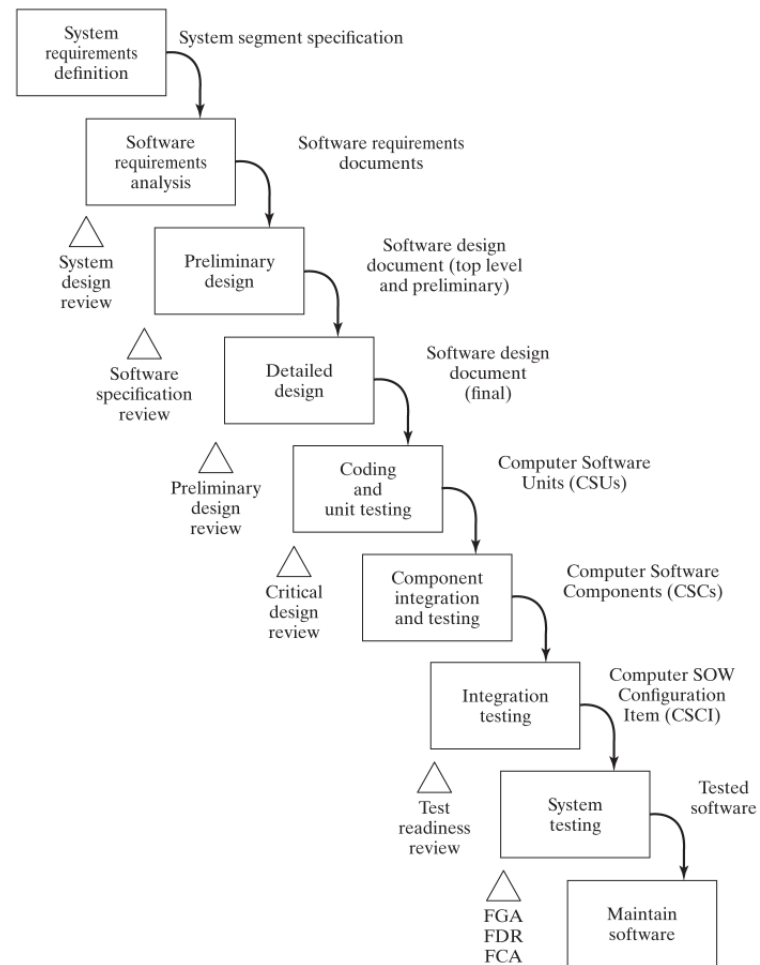 System
requirements
definition
System segment specification
Software
requirements
analysis
Software requirements
documents
System
design
review
Preliminary
design
Software design
document (top level
and preliminary)
Software
specification
review
Detailed
design
Software design
document
(final)
Preliminary
design
review
Coding
and
unit testing
Computer Software
Units (CSUs)
Critical
design
review
Component
integration
and testing
Computer Software
Components (CSCs)
Integration
testing
Computer SOW
Configuration
Item (CSCI)
Test
readiness
review
System
testing
Tested
software
FGA
FDR
FCA
Maintain
software